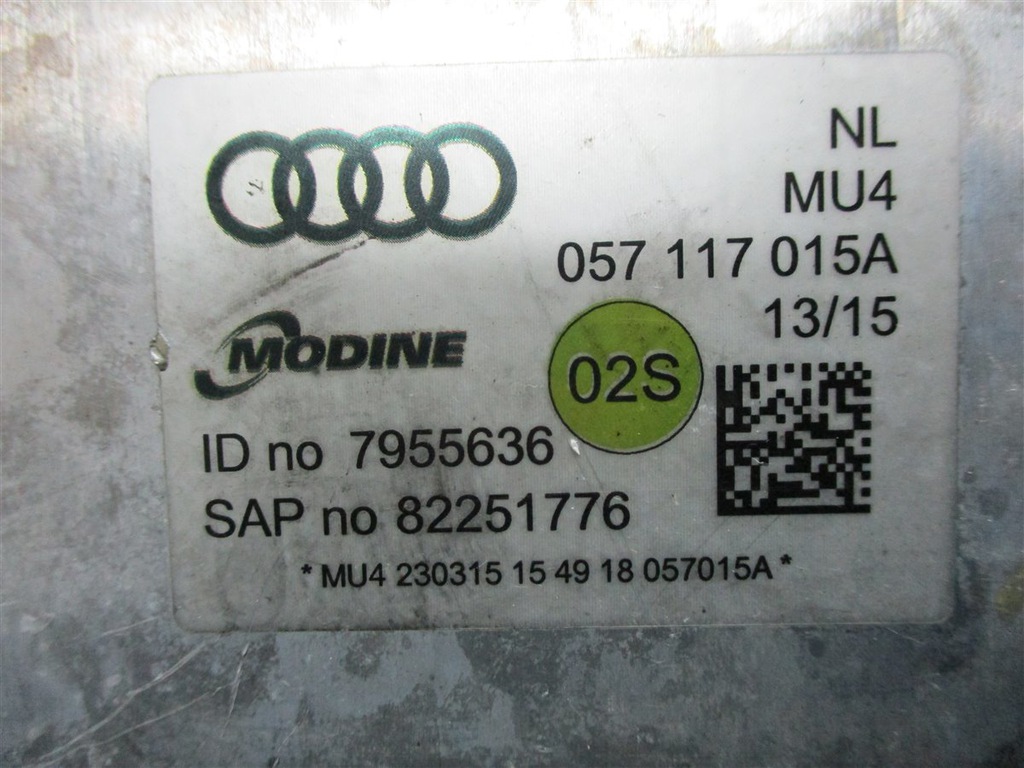 NL
MU4
057 117 015A
13/15
MODINE
02S
ID no 7955636
SAP no 82251776
* MU4 230315 15 49 18 057015A *